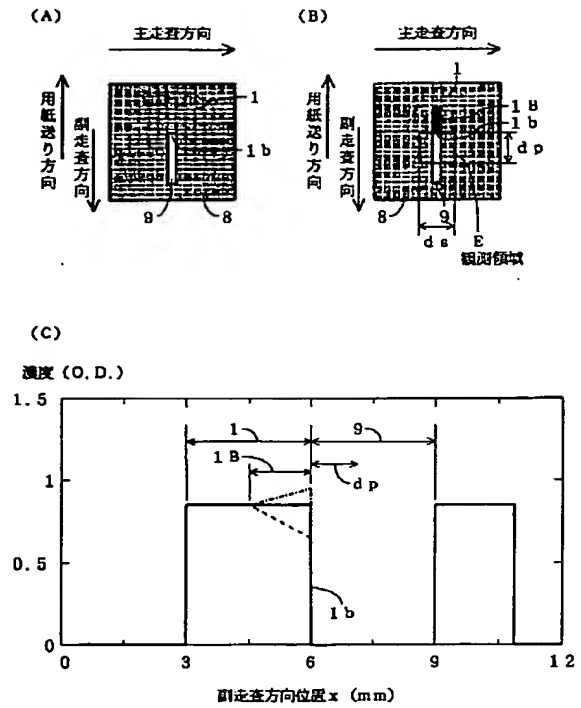 (A)
主走査方向
用紙送り方向
副走査方向
1
1b
9
8
(B)
主走査方向
用紙送り方向
副走査方向
1
1B
1b
dp
8
9
ds
E
観測領域
(C)
濃度 (O. D.)
1.5
1
0.5
0
1
9
1B
dp
1b
0
3
6
9
12
副走査方向位置x (mm)